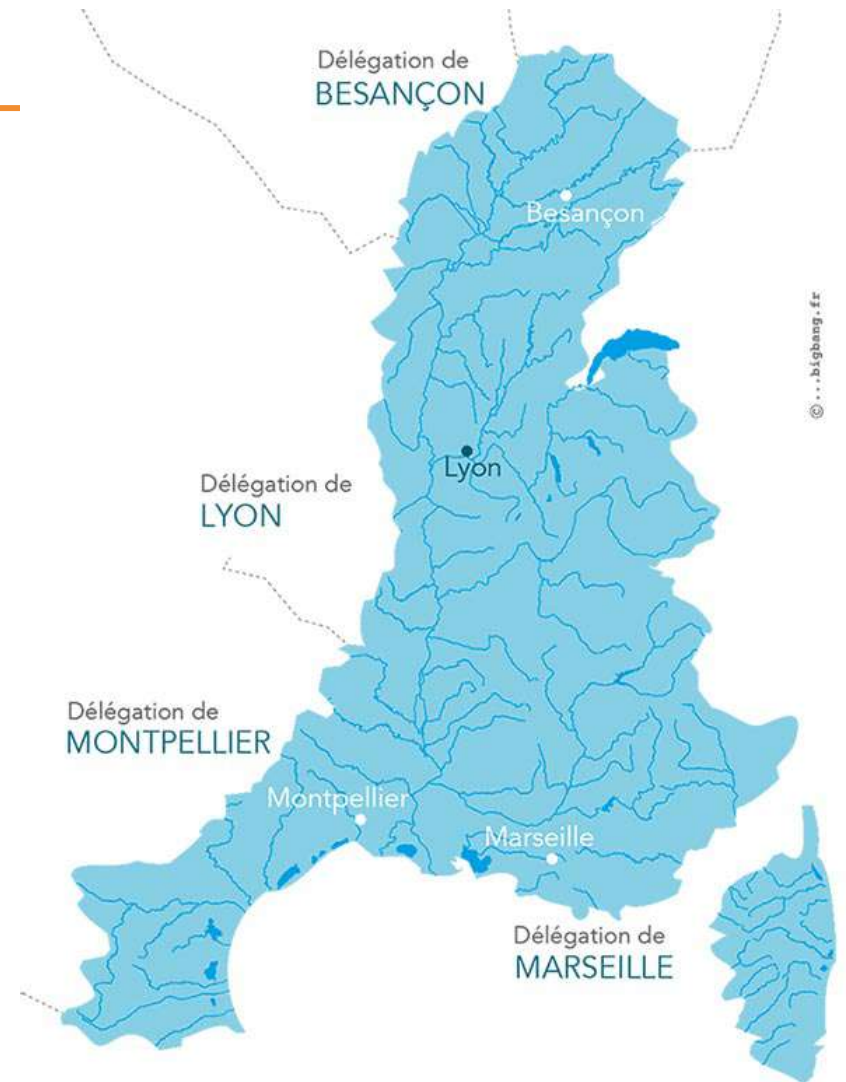 Délégation de
BESANÇON
Besançon
© ...bigbang.fr
Lyon
Délégation de
LYON
Délégation de
MONTPELLIER
Montpellier
Marseille
Délégation de
MARSEILLE